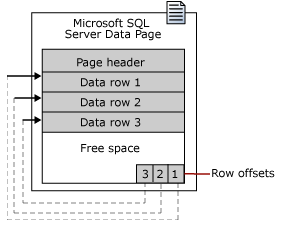 Microsoft SQL
Server Data Page
Page header
Data row 1
Data row 2
Data row 3
Free space
3 2 1
Row offsets